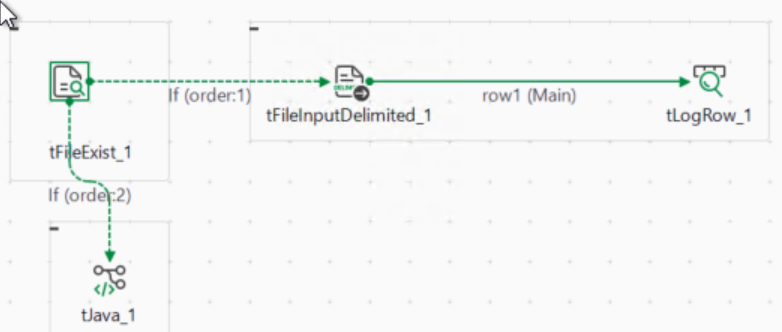 If (order:1)
row1 (Main)
tFileInputDelimited_1
tLogRow_1
tFileExist_1
If (order:2)
tJava_1